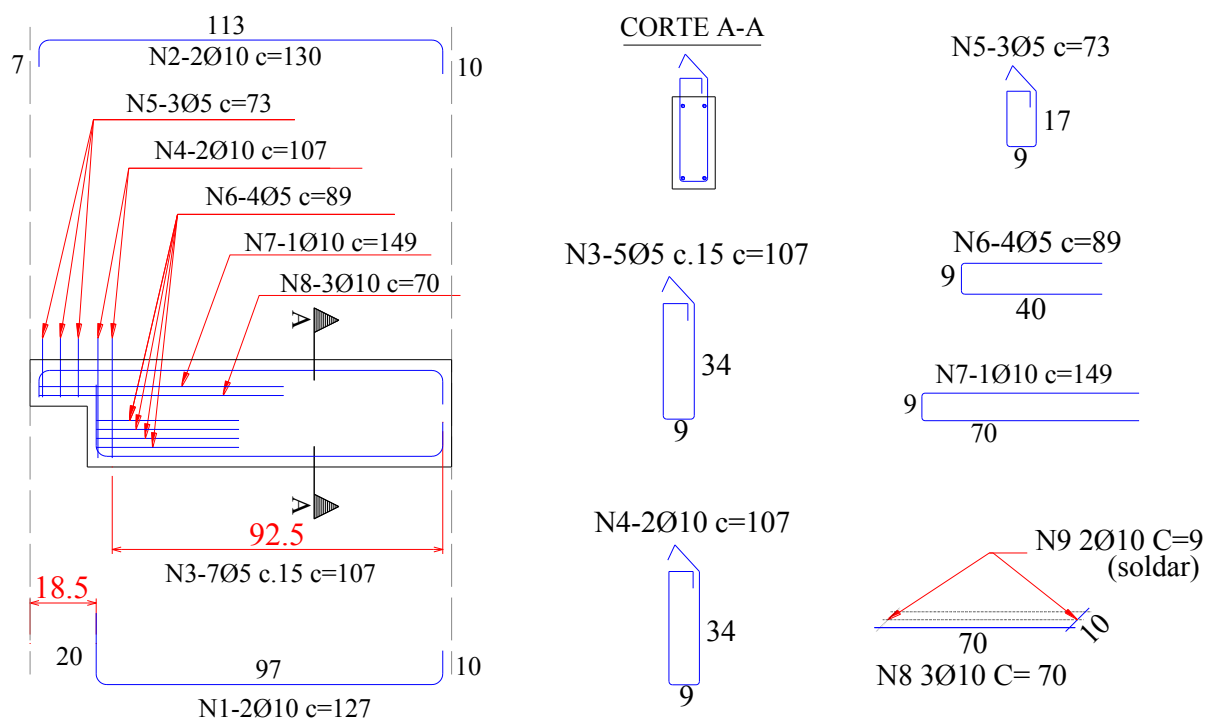 113
7
N2-2Ø10 c=130
10
N5-3Ø5 c=73
N4-2Ø10 c=107
N6-4Ø5 c=89
N7-1Ø10 c=149
N8-3Ø10 c=70
A
A
92.5
N3-7Ø5 c.15 c=107
18.5
20
97
10
N1-2Ø10 c=127
CORTE A-A
N3-5Ø5 c.15 c=107
34
9
N4-2Ø10 c=107
34
9
N5-3Ø5 c=73
17
9
N6-4Ø5 c=89
9
40
N7-1Ø10 c=149
9
70
N9 2Ø10 C=9
(soldar)
70
10
N8 3Ø10 C= 70